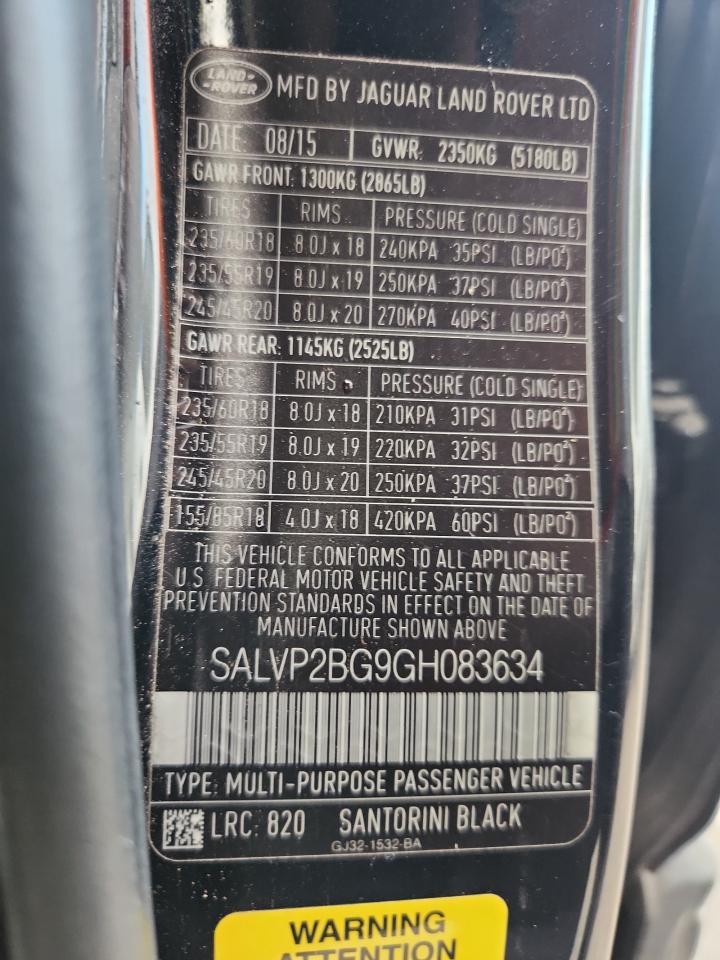 LAND ROVER MFD BY JAGUAR LAND ROVER LTD
DATE: 08/15 GVWR: 2350KG (5180LB)
GAWR FRONT: 1300KG (2865LB)
TIRES RIMS PRESSURE (COLD SINGLE)
235/60R18 8.0J x 18 240KPA 35PSI (LB/PO²)
235/55R19 8.0J x 19 250KPA 37PSI (LB/PO²)
245/45R20 8.0J x 20 270KPA 40PSI (LB/PO²)
GAWR REAR: 1145KG (2525LB)
TIRES RIMS PRESSURE (COLD SINGLE)
235/60R18 8.0J x 18 210KPA 31PSI (LB/PO²)
235/55R19 8.0J x 19 220KPA 32PSI (LB/PO²)
245/45R20 8.0J x 20 250KPA 37PSI (LB/PO²)
155/85R18 4.0J x 18 420KPA 60PSI (LB/PO²)
THIS VEHICLE CONFORMS TO ALL APPLICABLE
U.S. FEDERAL MOTOR VEHICLE SAFETY AND THEFT
PREVENTION STANDARDS IN EFFECT ON THE DATE OF
MANUFACTURE SHOWN ABOVE
SALVP2BG9GH083634
TYPE: MULTI-PURPOSE PASSENGER VEHICLE
LRC: 820 SANTORINI BLACK
GJ32-1532-BA
WARNING
ATTENTION